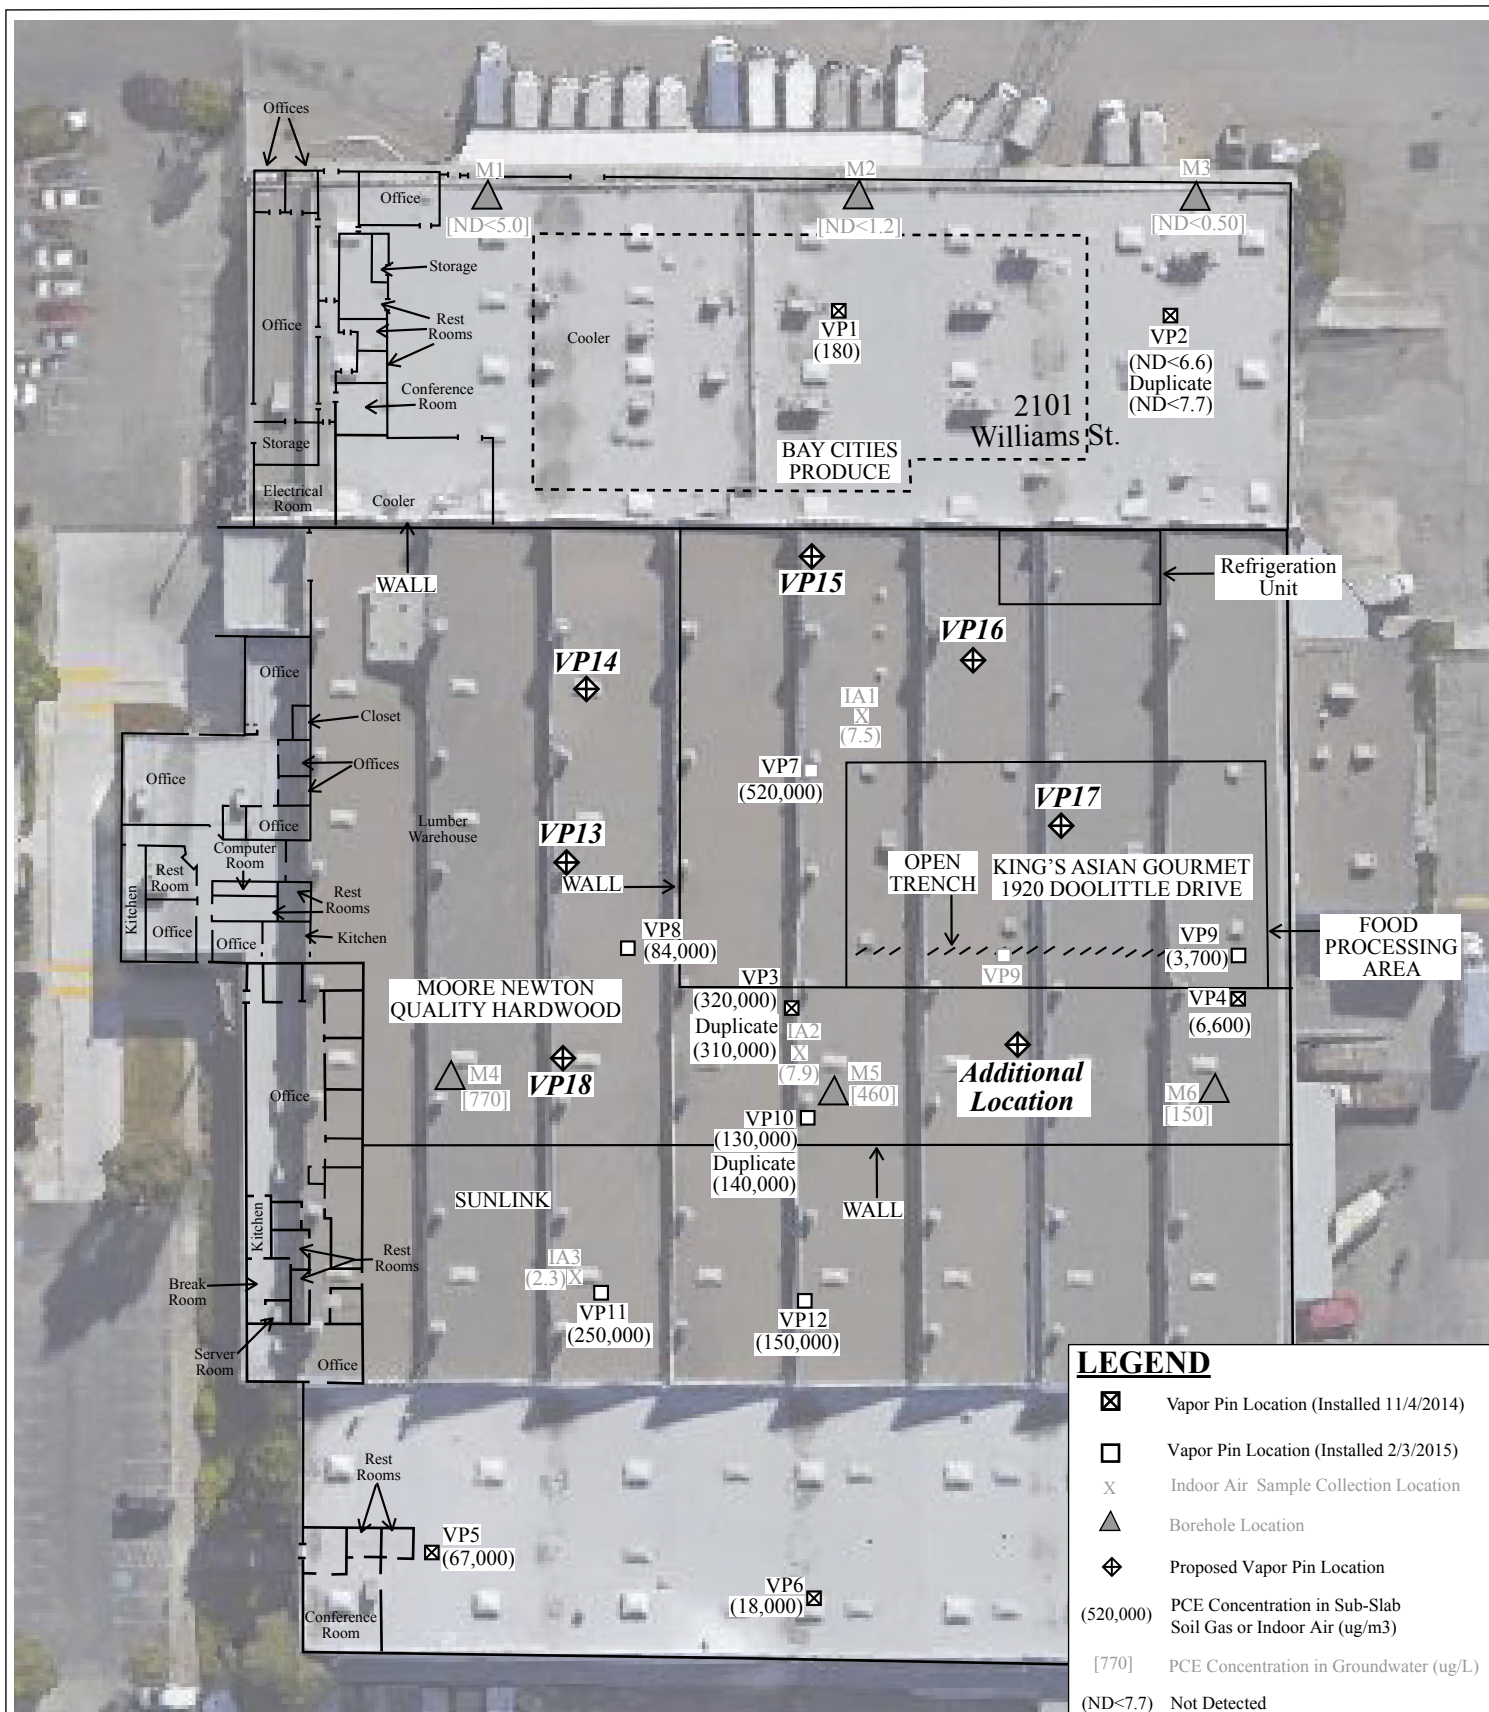 Offices
M1
M2
M3
Office
[ND<5.0]
[ND<1.2]
[ND<0.50]
Storage
Office
Rest
Rooms
Cooler
VP1
(180)
VP2
(ND<6.6)
Duplicate
(ND<7.7)
Conference
Room
2101
Williams St.
Storage
BAY CITIES
PRODUCE
Electrical
Room
Cooler
WALL
VP15
Refrigeration
Unit
VP16
VP14
Office
IA1
X
(7.5)
Closet
Offices
Office
VP7
(520,000)
VP17
Office
Lumber
Warehouse
VP13
Computer
Room
OPEN
TRENCH
KING'S ASIAN GOURMET
1920 DOOLITTLE DRIVE
Rest
Room
WALL
Rest
Rooms
Kitchen
Office
Office
Kitchen
VP8
(84,000)
VP9
(3,700)
FOOD
PROCESSING
AREA
VP9
MOORE NEWTON
QUALITY HARDWOOD
VP3
(320,000)
Duplicate
(310,000)
VP4
(6,600)
IA2
X
(7.9)
VP18
M4
[770]
M5
[460]
Additional
Location
M6
[150]
Office
VP10
(130,000)
Duplicate
(140,000)
SUNLINK
WALL
Kitchen
Rest
Rooms
IA3
(2.3) X
Break
Room
VP11
(250,000)
VP12
(150,000)
Server
Room
Office
LEGEND
Vapor Pin Location (Installed 11/4/2014)
Vapor Pin Location (Installed 2/3/2015)
X Indoor Air Sample Collection Location
Borehole Location
Proposed Vapor Pin Location
(520,000) PCE Concentration in Sub-Slab
Soil Gas or Indoor Air (ug/m3)
[770] PCE Concentration in Groundwater (ug/L)
(ND<7.7) Not Detected
Rest
Rooms
VP5
(67,000)
VP6
(18,000)
Conference
Room